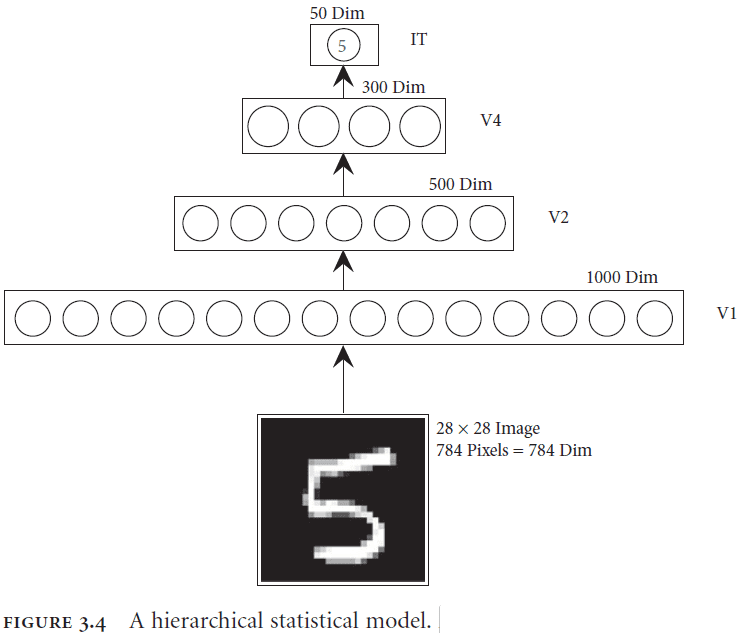 50 Dim
5
IT
300 Dim
V4
500 Dim
V2
1000 Dim
V1
28 × 28 Image
784 Pixels = 784 Dim
5
FIGURE 3.4 A hierarchical statistical model.